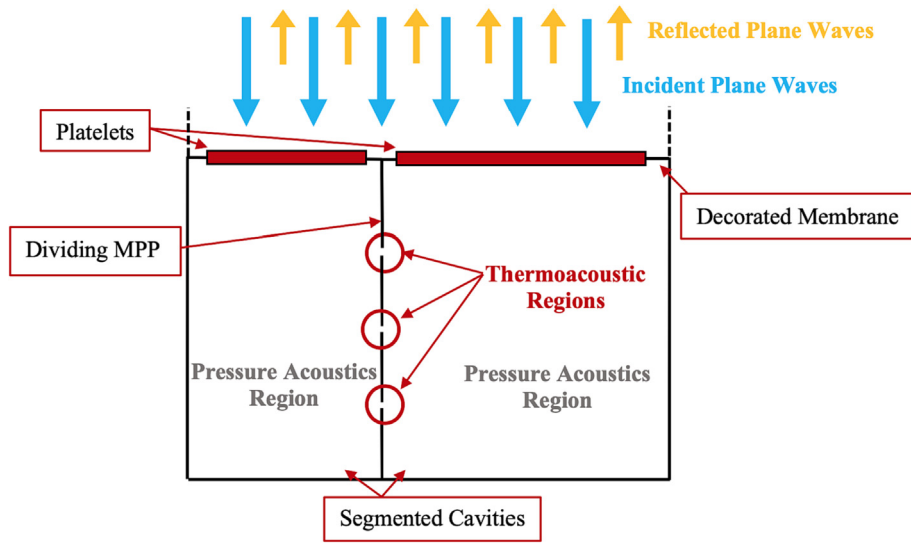 Reflected Plane Waves
Incident Plane Waves
Platelets
Decorated Membrane
Dividing MPP
Thermoacoustic
Regions
Pressure Acoustics
Region
Pressure Acoustics
Region
Segmented Cavities